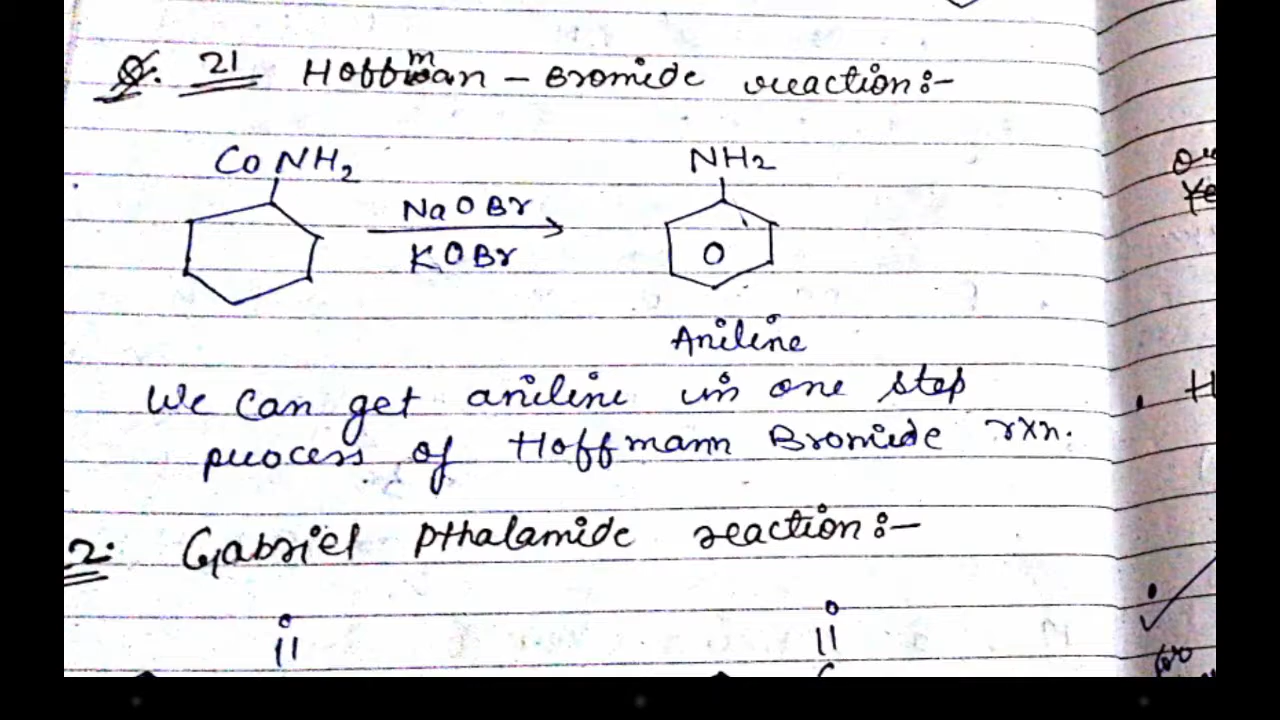 Q. 21 Hoffman - Bromide reaction :-
CONH2 NH2
NaOBr
KOBr
Aniline
We can get aniline in one step
process of Hoffmann Bromide rxn.
2. Gabriel pthalamide reaction :-
O O
C